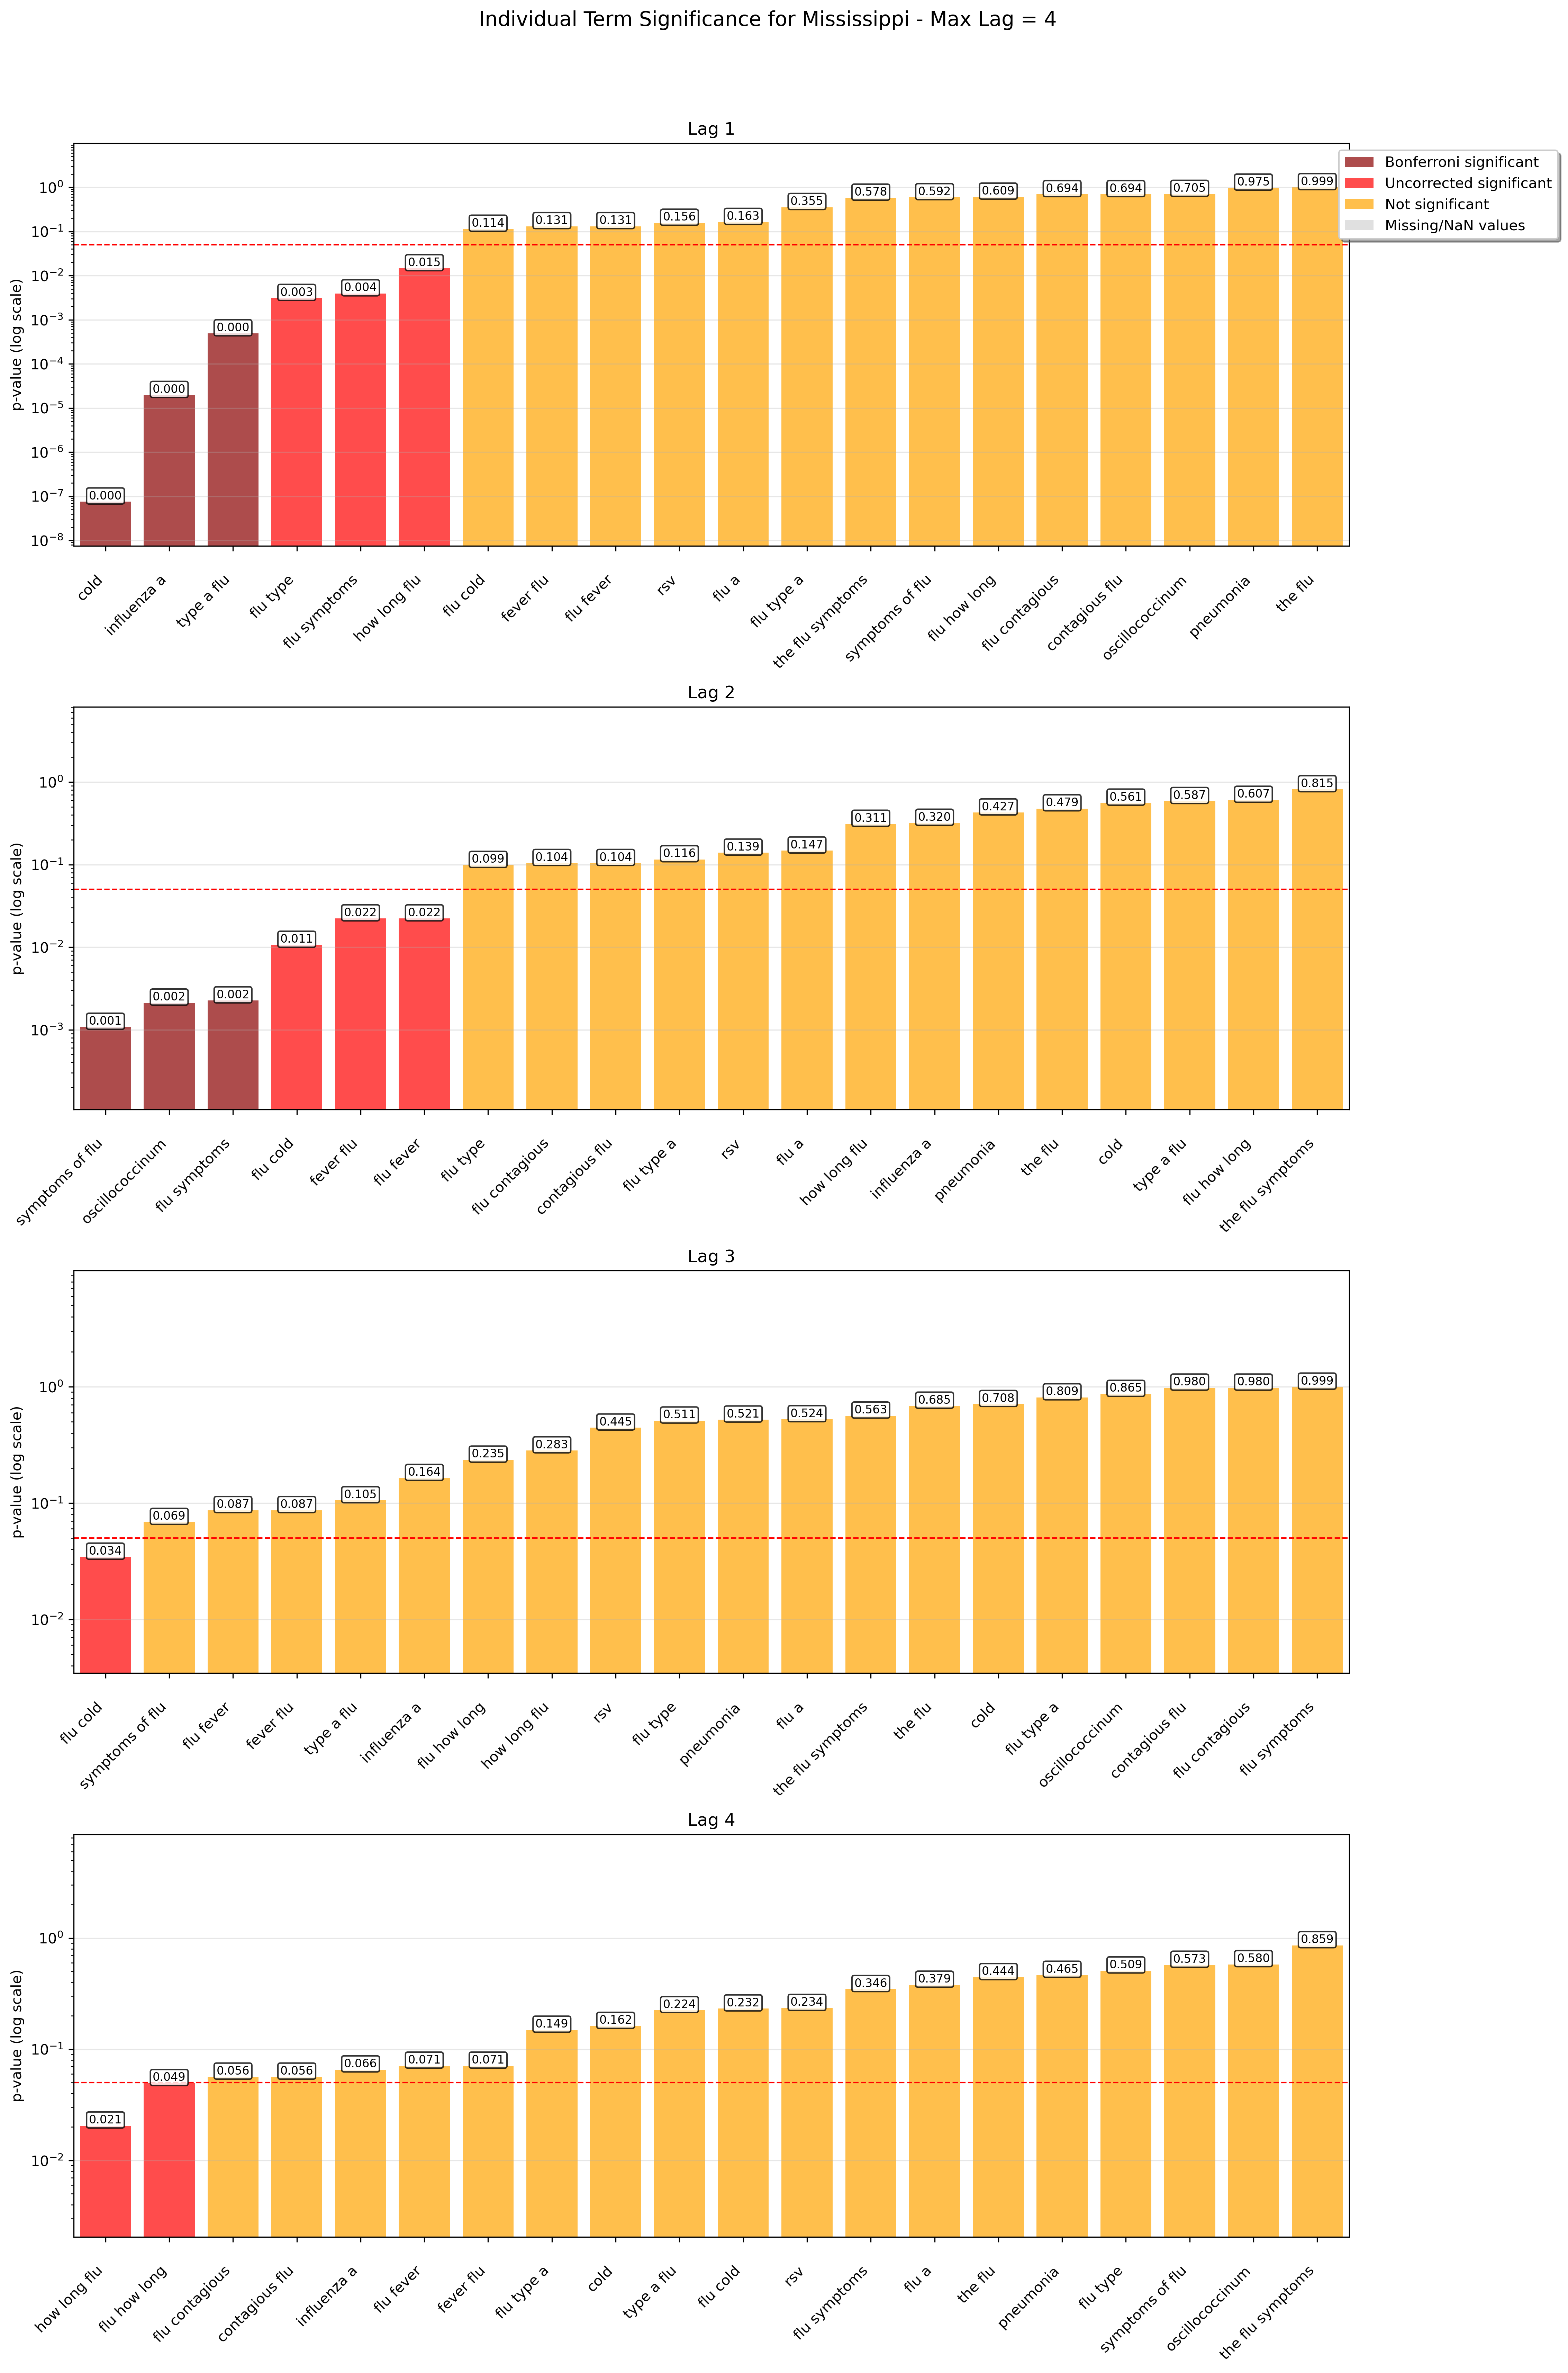 Individual Term Significance for Mississippi - Max Lag = 4
Lag 1
Bonferroni significant
Uncorrected significant
Not significant
Missing/NaN values
p-value (log scale)
10⁰
10⁻¹
10⁻²
10⁻³
10⁻⁴
10⁻⁵
10⁻⁶
10⁻⁷
10⁻⁸
0.000 0.000 0.000 0.003 0.004 0.015 0.114 0.131 0.131 0.156 0.163 0.355 0.578 0.592 0.609 0.694 0.694 0.705 0.975 0.999
cold
influenza a
type a flu
flu type
flu symptoms
how long flu
flu cold
fever flu
flu fever
rsv
flu a
flu type a
the flu symptoms
symptoms of flu
flu how long
flu contagious
contagious flu
oscillococcinum
pneumonia
the flu
Lag 2
p-value (log scale)
10⁰
10⁻¹
10⁻²
10⁻³
0.001 0.002 0.002 0.011 0.022 0.022 0.099 0.104 0.104 0.116 0.139 0.147 0.311 0.320 0.427 0.479 0.561 0.587 0.607 0.815
symptoms of flu
oscillococcinum
flu symptoms
flu cold
fever flu
flu fever
flu type
flu contagious
contagious flu
flu type a
rsv
flu a
how long flu
influenza a
pneumonia
the flu
cold
type a flu
flu how long
the flu symptoms
Lag 3
p-value (log scale)
10⁰
10⁻¹
10⁻²
0.034 0.069 0.087 0.087 0.105 0.164 0.235 0.283 0.445 0.511 0.521 0.524 0.563 0.685 0.708 0.809 0.865 0.980 0.980 0.999
flu cold
symptoms of flu
flu fever
fever flu
type a flu
influenza a
flu how long
how long flu
rsv
flu type
pneumonia
flu a
the flu symptoms
the flu
cold
flu type a
oscillococcinum
contagious flu
flu contagious
flu symptoms
Lag 4
p-value (log scale)
10⁰
10⁻¹
10⁻²
0.021 0.049 0.056 0.056 0.066 0.071 0.071 0.149 0.162 0.224 0.232 0.234 0.346 0.379 0.444 0.465 0.509 0.573 0.580 0.859
how long flu
flu how long
flu contagious
contagious flu
influenza a
flu fever
fever flu
flu type a
cold
type a flu
flu cold
rsv
flu symptoms
flu a
the flu
pneumonia
flu type
symptoms of flu
oscillococcinum
the flu symptoms